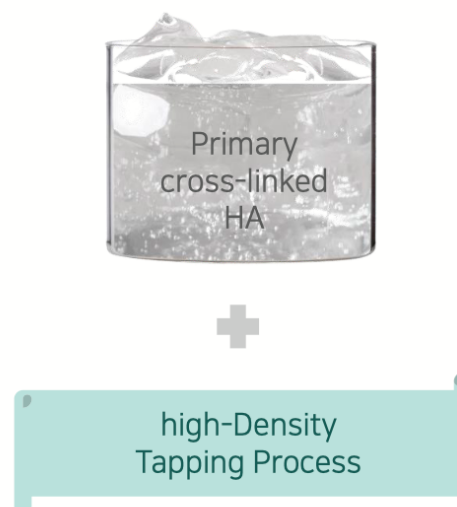 Primary
cross-linked
HA
high-Density
Tapping Process